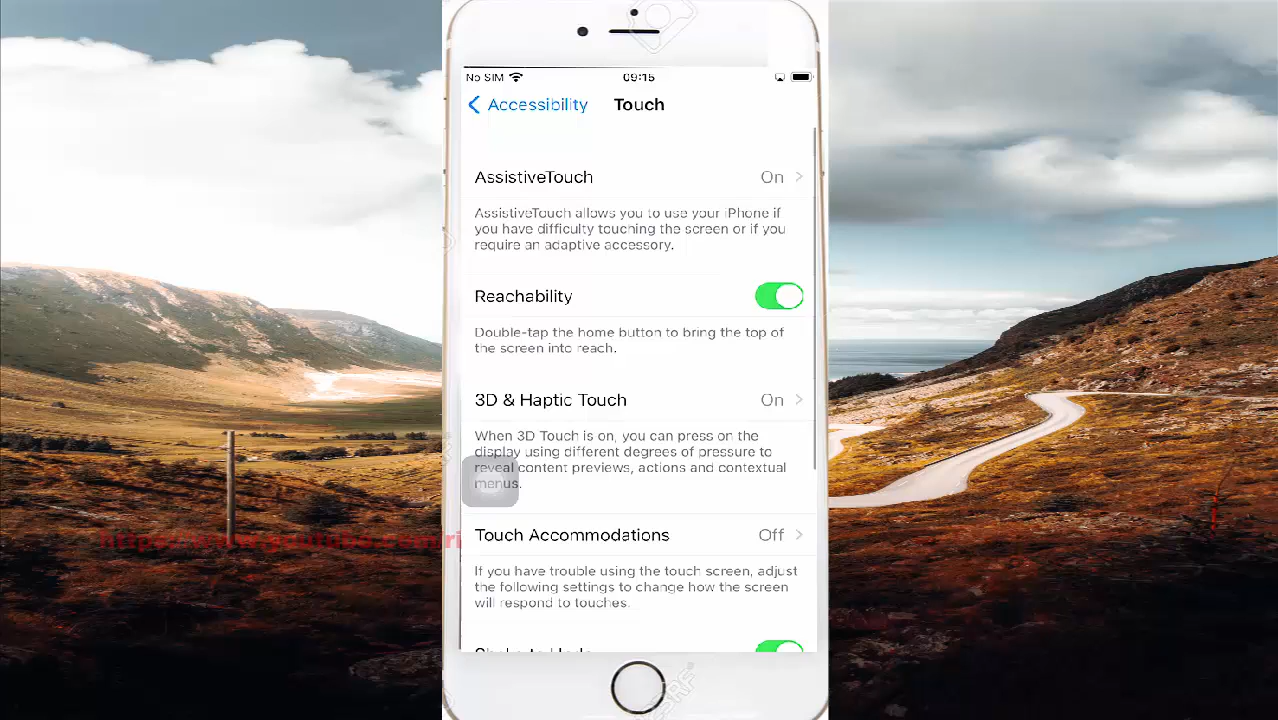 No SIM 09:15
Accessibility Touch
AssistiveTouch On
AssistiveTouch allows you to use your iPhone if
you have difficulty touching the screen or if you
require an adaptive accessory.
Reachability
Double-tap the home button to bring the top of
the screen into reach.
3D & Haptic Touch On
When 3D Touch is on, you can press on the
display using different degrees of pressure to
reveal content previews, actions and contextual
menus.
Touch Accommodations Off
If you have trouble using the touch screen, adjust
the following settings to change how the screen
will respond to touches.